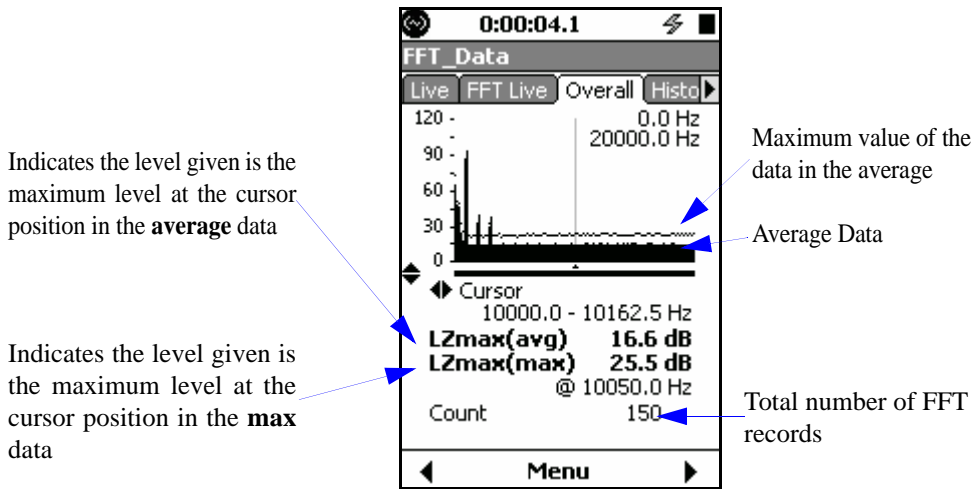 0:00:04.1
FFT_Data
Live FFT Live Overall Histo
120
0.0 Hz
20000.0 Hz
90
60
30
0
Cursor
10000.0 - 10162.5 Hz
LZmax(avg) 16.6 dB
LZmax(max) 25.5 dB
@ 10050.0 Hz
Count 150
Menu
Indicates the level given is the
maximum level at the cursor
position in the average data
Indicates the level given is
the maximum level at the
cursor position in the max
data
Maximum value of the
data in the average
Average Data
Total number of FFT
records